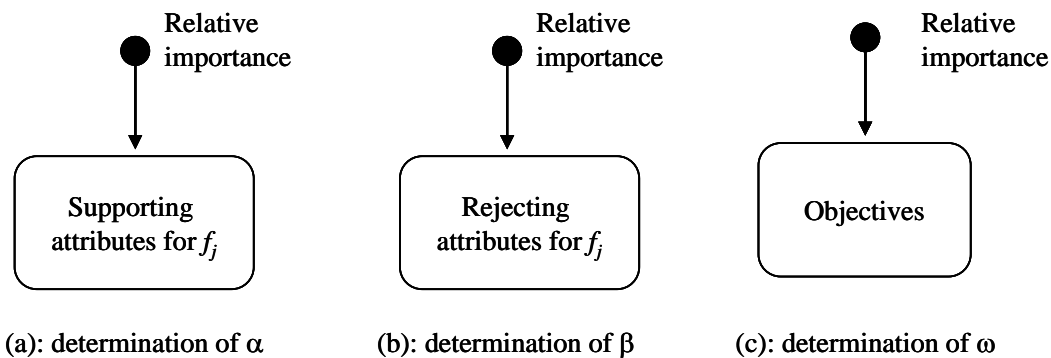 Relative
importance
Supporting
attributes for fj
(a): determination of α
Relative
importance
Rejecting
attributes for fj
(b): determination of β
Relative
importance
Objectives
(c): determination of ω